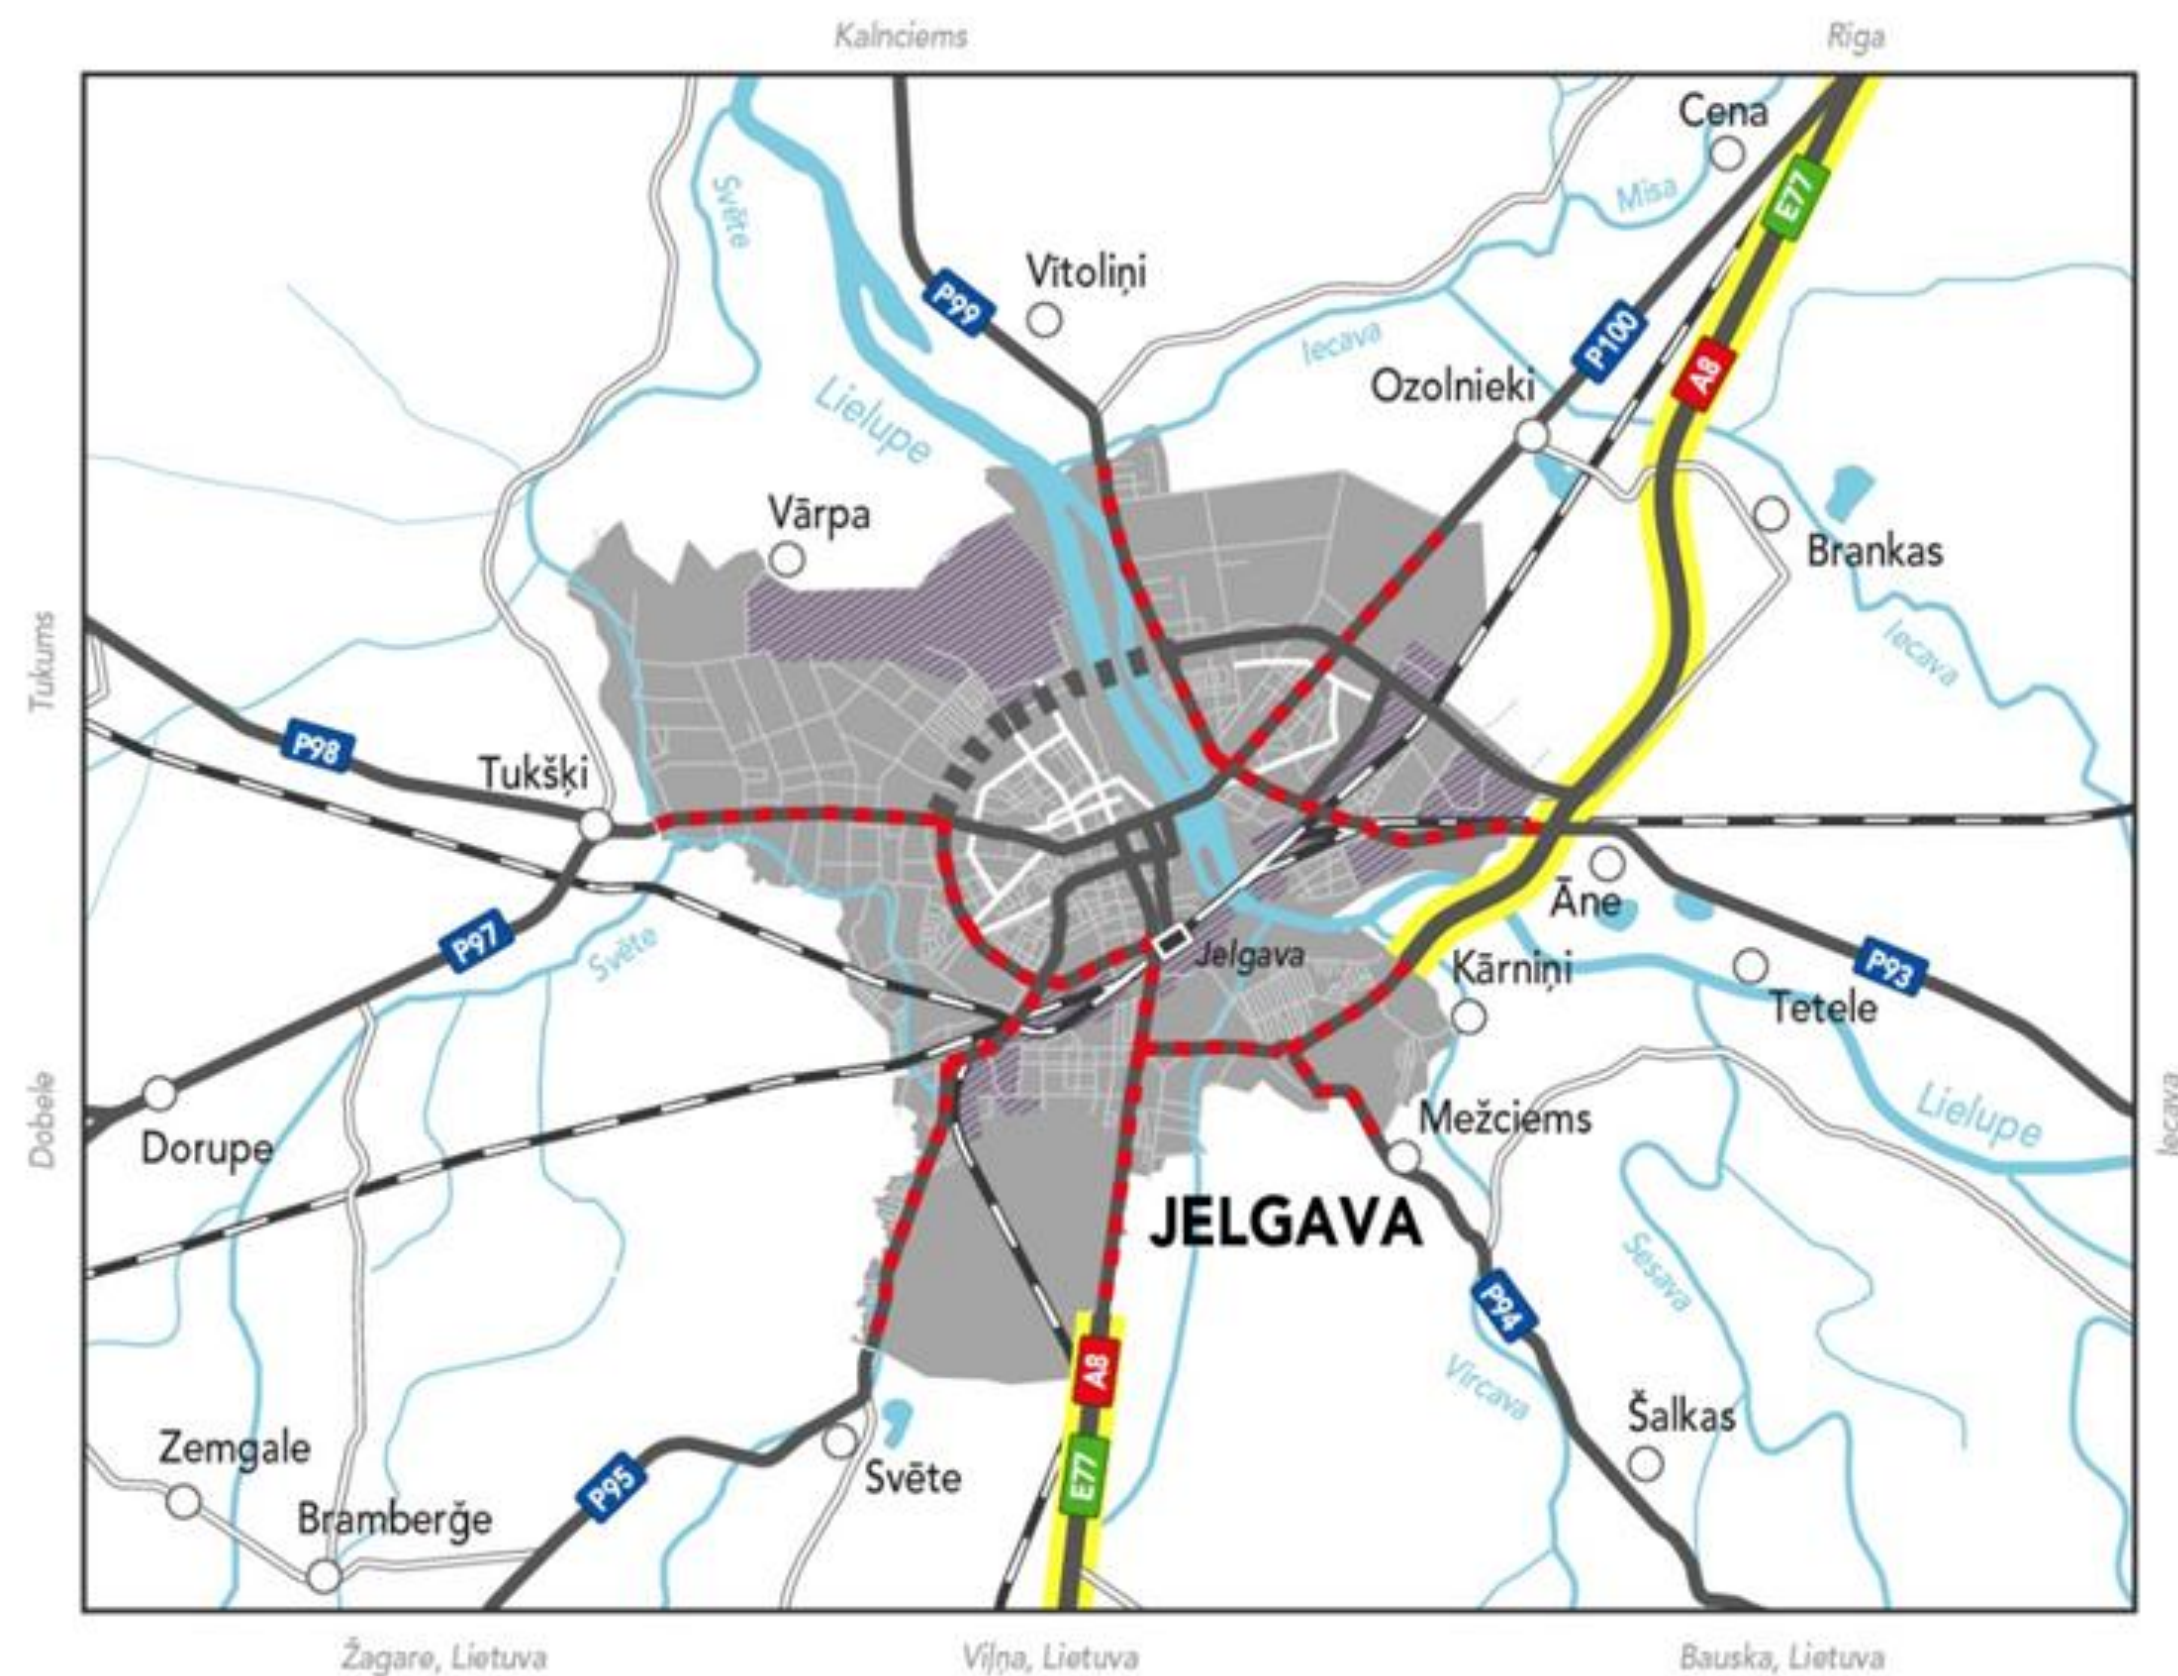 Kalnciems
Rīga
Cena
E77
Misa
Svēte
Vītoliņi
P99
P100
Iecava
A8
Ozolnieki
Lielupe
Vārpa
Brankas
Iecava
Tukums
P98
Tukšķi
Āne
P97
Svēte
Jelgava
Kārniņi
P93
Tetele
Dobele
Dorupe
Mežciems
Lielupe
Iecava
JELGAVA
Sesava
P94
A8
Vircava
Šalkas
Zemgale
E77
Svēte
P95
Bramberģe
Žagare, Lietuva
Viļņa, Lietuva
Bauska, Lietuva